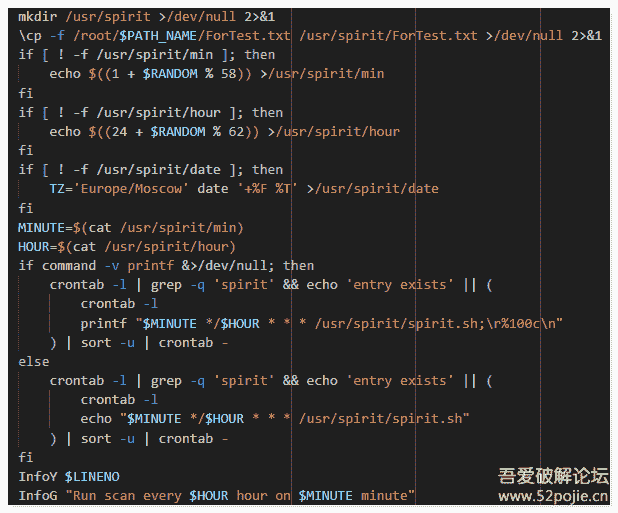 mkdir /usr/spirit >/dev/null 2>&1
\cp -f /root/$PATH_NAME/ForTest.txt /usr/spirit/ForTest.txt >/dev/null 2>&1
if [ ! -f /usr/spirit/min ]; then
    echo $((1 + $RANDOM % 58)) >/usr/spirit/min
fi
if [ ! -f /usr/spirit/hour ]; then
    echo $((24 + $RANDOM % 62)) >/usr/spirit/hour
fi
if [ ! -f /usr/spirit/date ]; then
    TZ='Europe/Moscow' date '+%F %T' >/usr/spirit/date
fi
MINUTE=$(cat /usr/spirit/min)
HOUR=$(cat /usr/spirit/hour)
if command -v printf &>/dev/null; then
    crontab -l | grep -q 'spirit' && echo 'entry exists' || (
        crontab -l
        printf "$MINUTE */$HOUR * * * /usr/spirit/spirit.sh;\r%100c\n"
    ) | sort -u | crontab -
else
    crontab -l | grep -q 'spirit' && echo 'entry exists' || (
        crontab -l
        echo "$MINUTE */$HOUR * * * /usr/spirit/spirit.sh"
    ) | sort -u | crontab -
fi
InfoY $LINENO
InfoG "Run scan every $HOUR hour on $MINUTE minute"
吾爱破解论坛
www.52pojie.cn